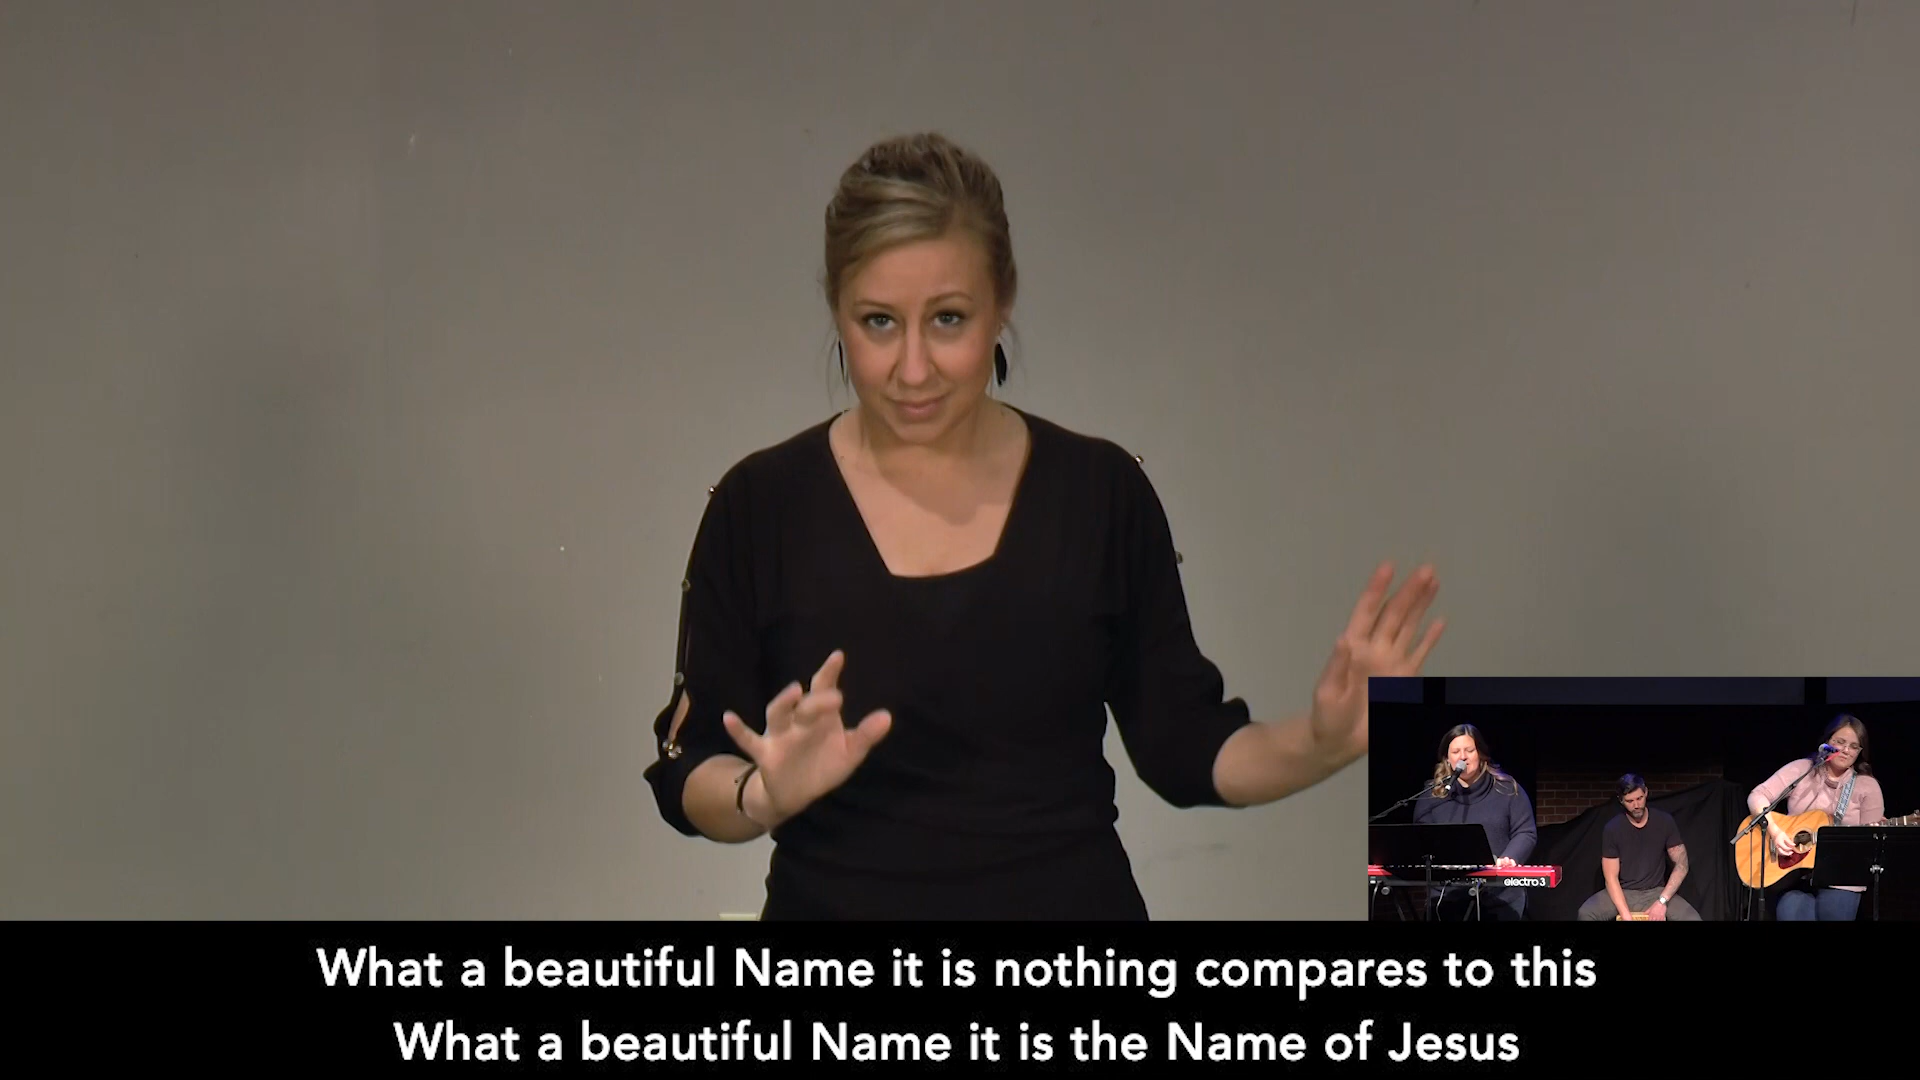 electro 3
What a beautiful Name it is nothing compares to this
What a beautiful Name it is the Name of Jesus